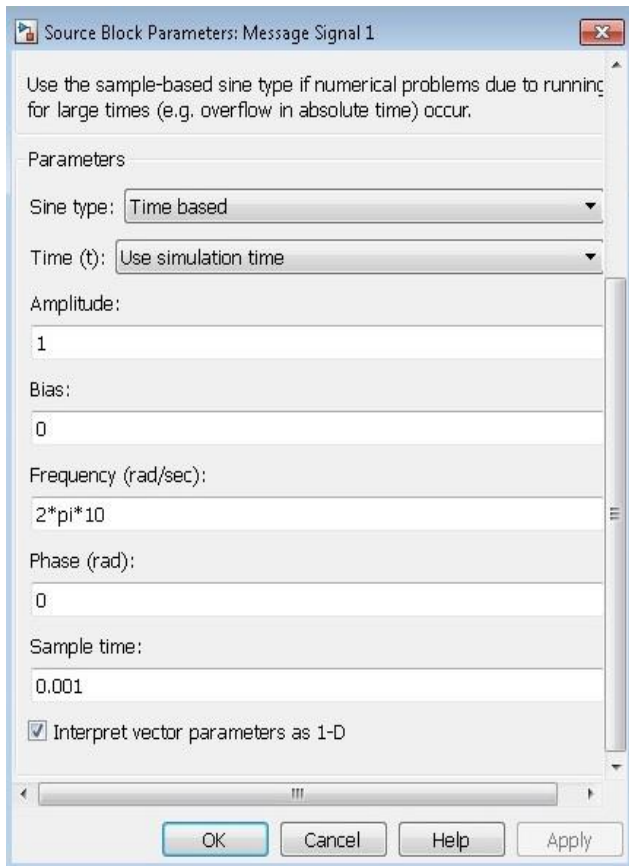 Source Block Parameters: Message Signal 1
Use the sample-based sine type if numerical problems due to running
for large times (e.g. overflow in absolute time) occur.
Parameters
Sine type: Time based
Time (t): Use simulation time
Amplitude:
1
Bias:
0
Frequency (rad/sec):
2*pi*10
Phase (rad):
0
Sample time:
0.001
Interpret vector parameters as 1-D
OK Cancel Help Apply